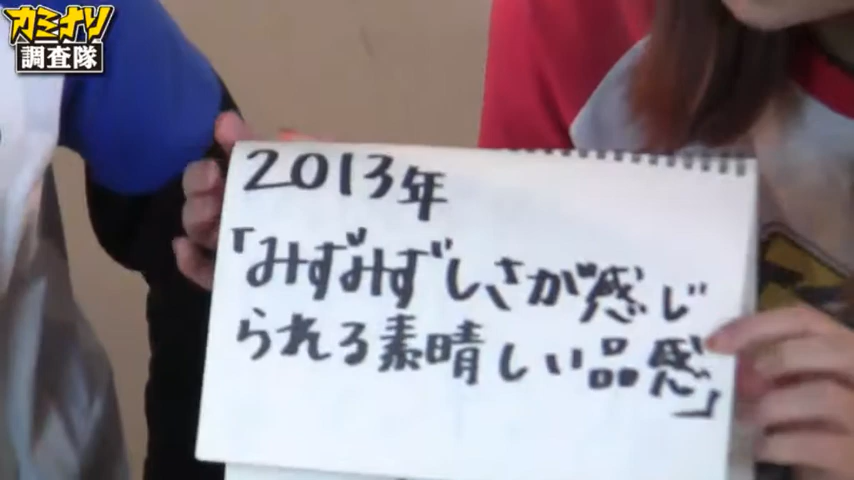 カミナリ
調査隊
2013年
「みずみずしさが感じ
られる素晴しい品感」